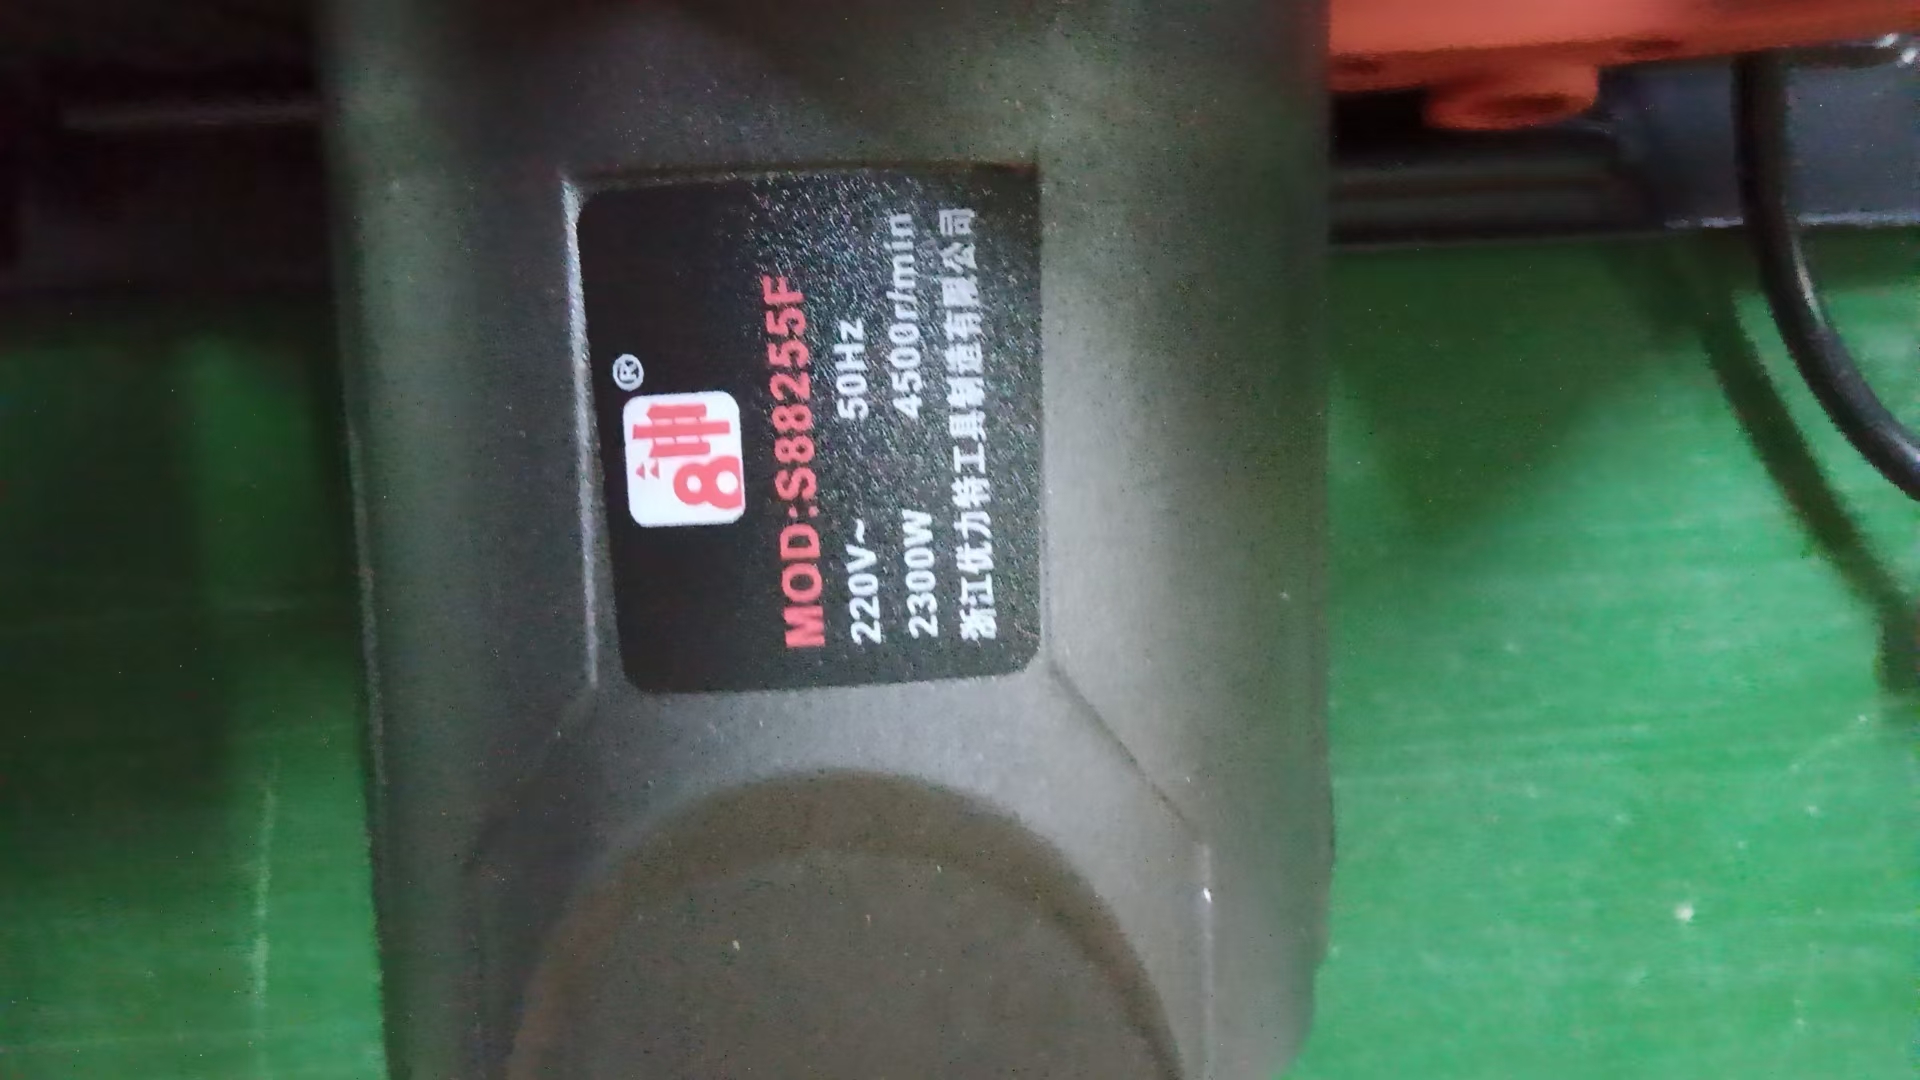 8神®
MOD:S88255F
220V~ 50Hz
2300W 4500r/min
浙江优力特工具制造有限公司